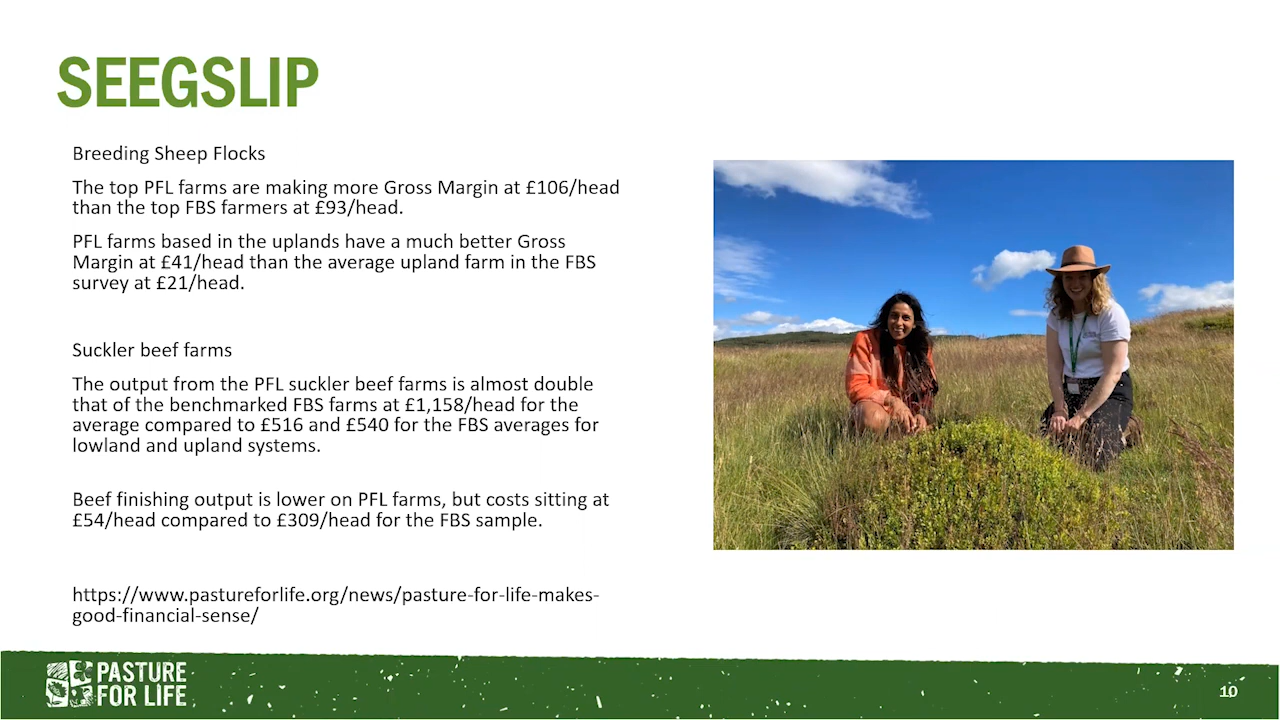 SEEGSLIP
Breeding Sheep Flocks
The top PFL farms are making more Gross Margin at £106/head
than the top FBS farmers at £93/head.
PFL farms based in the uplands have a much better Gross
Margin at £41/head than the average upland farm in the FBS
survey at £21/head.
Suckler beef farms
The output from the PFL suckler beef farms is almost double
that of the benchmarked FBS farms at £1,158/head for the
average compared to £516 and £540 for the FBS averages for
lowland and upland systems.
Beef finishing output is lower on PFL farms, but costs sitting at
£54/head compared to £309/head for the FBS sample.
https://www.pastureforlife.org/news/pasture-for-life-makes-
good-financial-sense/
PASTURE
FOR LIFE
10